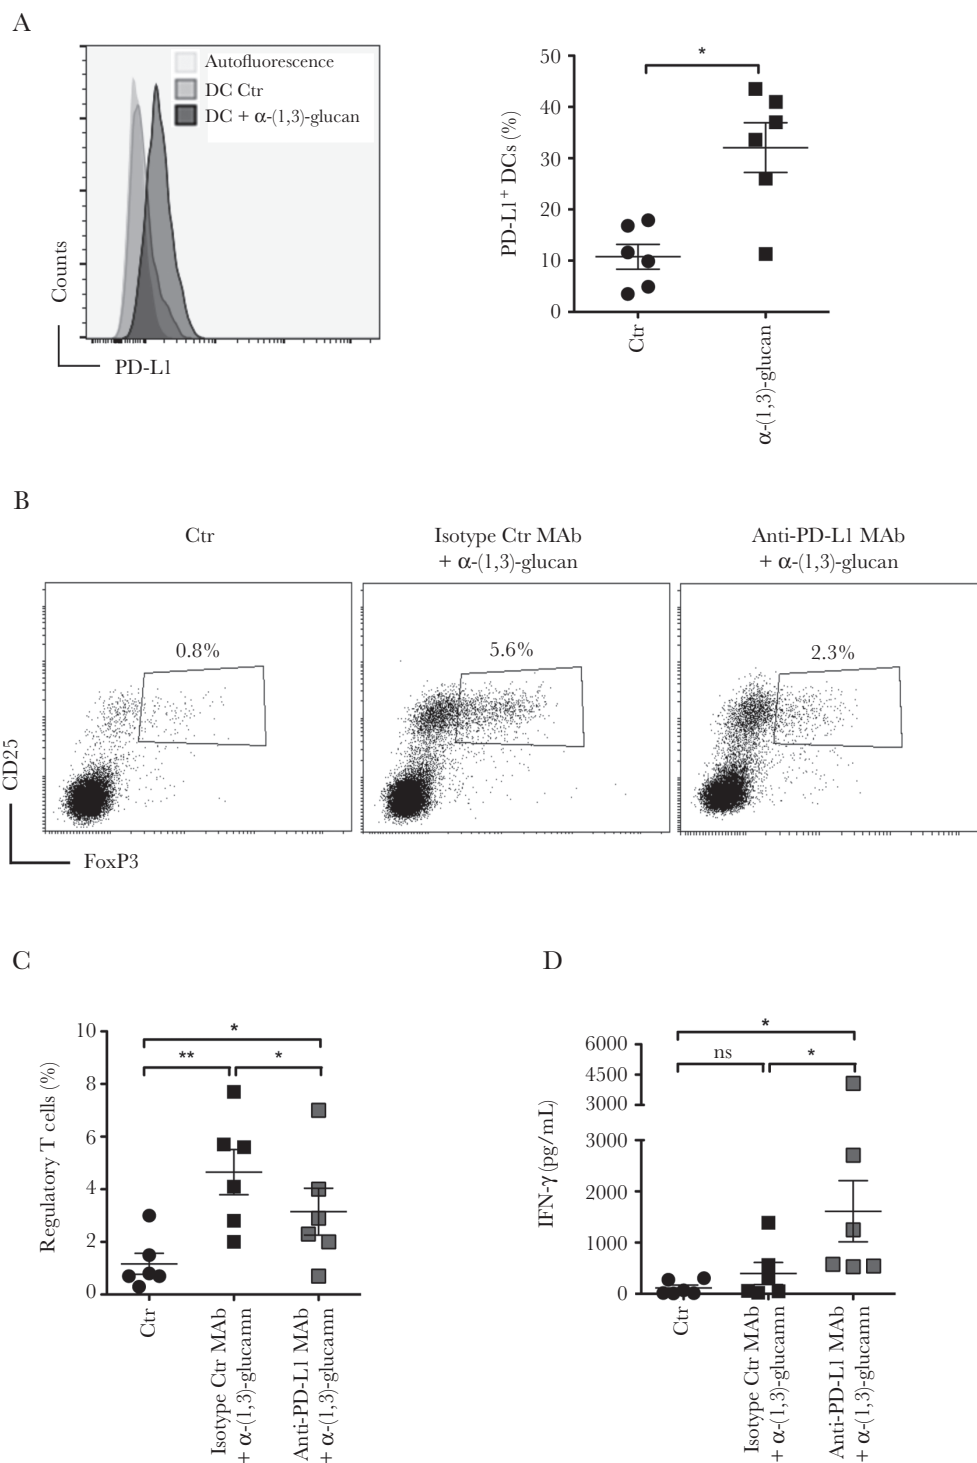 A
Autofluorescence
DC Ctr
DC + α-(1,3)-glucan
Counts
PD-L1
*
50
40
30
20
10
0
PD-L1+ DCs (%)
Ctr
α-(1,3)-glucan
B
Ctr
Isotype Ctr MAb
+ α-(1,3)-glucan
Anti-PD-L1 MAb
+ α-(1,3)-glucan
0.8%
5.6%
2.3%
CD25
FoxP3
C
*
**
*
10
8
6
4
2
0
Regulatory T cells (%)
Ctr
Isotype Ctr MAb
+ α-(1,3)-glucamn
Anti-PD-L1 MAb
+ α-(1,3)-glucamn
D
*
ns
*
6000
4500
3000
3000
2000
1000
0
IFN-γ (pg/mL)
Ctr
Isotype Ctr MAb
+ α-(1,3)-glucamn
Anti-PD-L1 MAb
+ α-(1,3)-glucamn